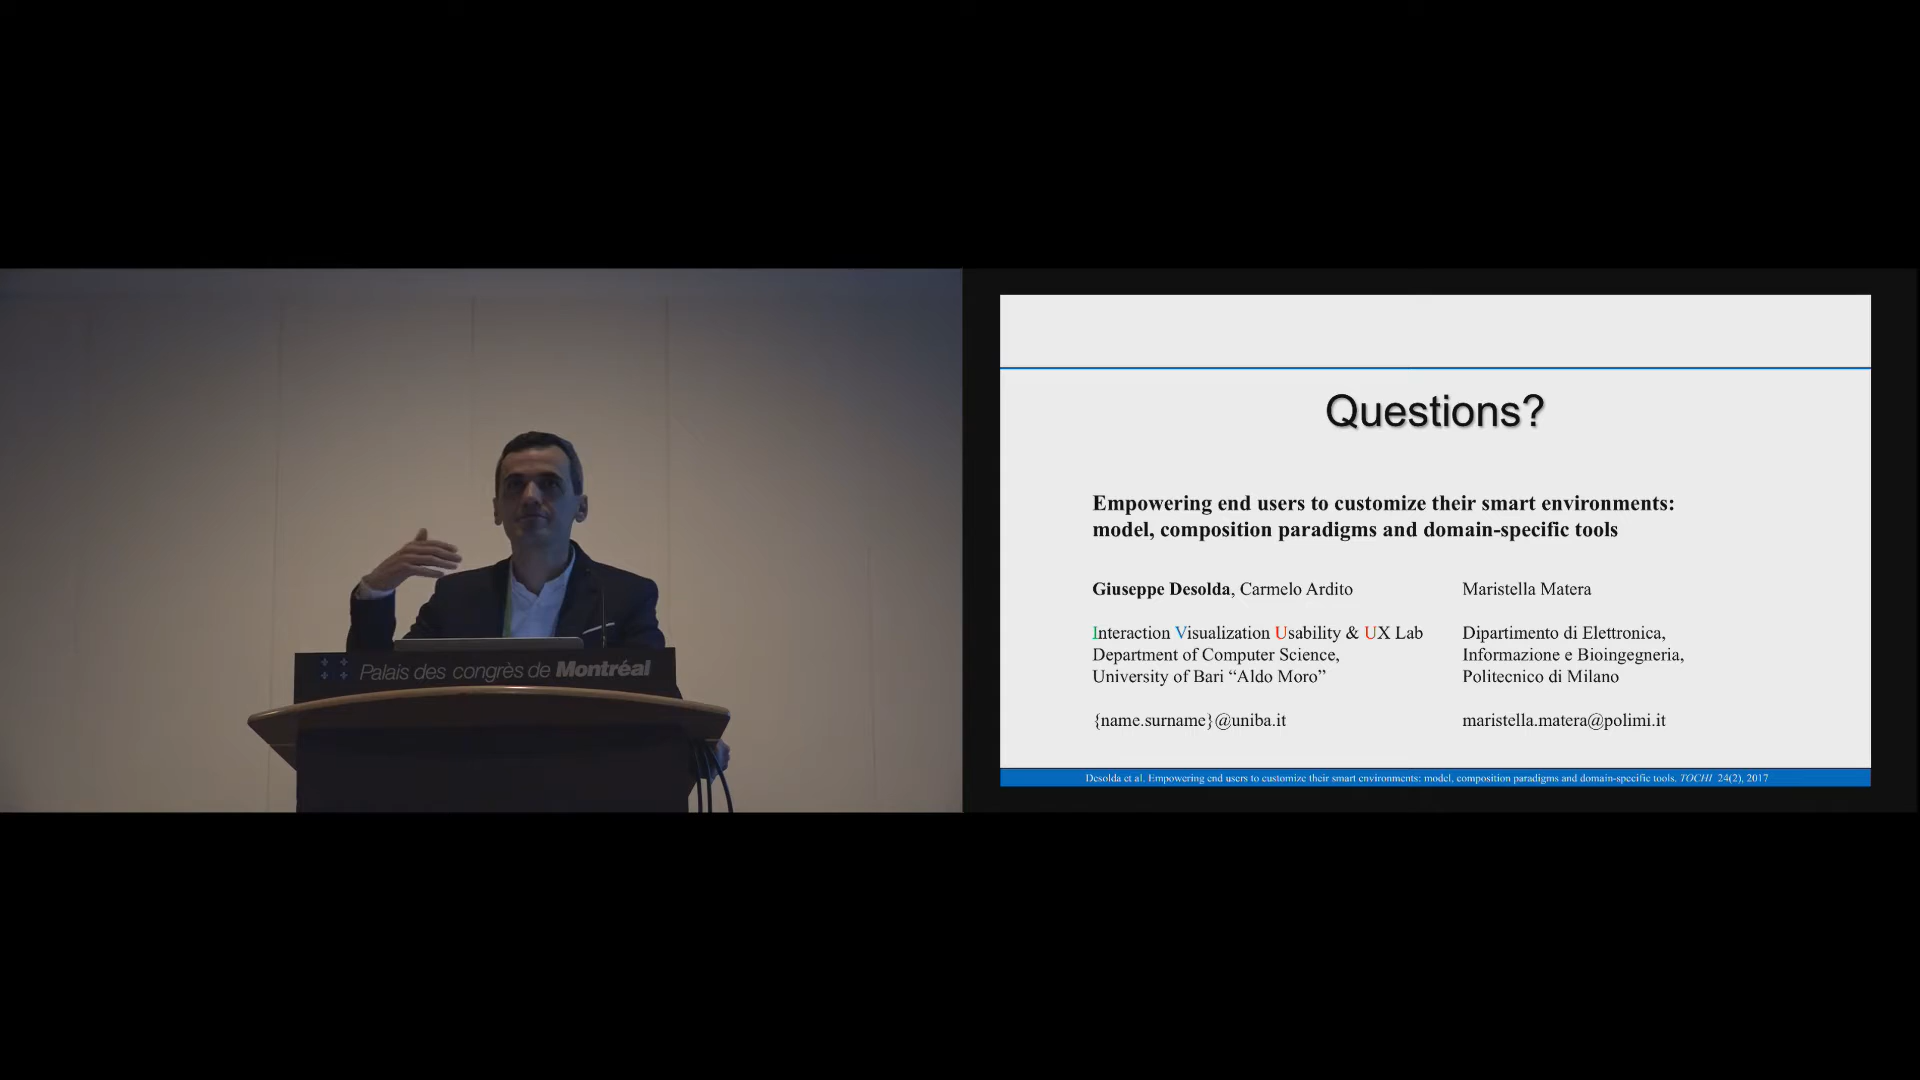 Palais des congrès de Montréal
Questions?
Empowering end users to customize their smart environments:
model, composition paradigms and domain-specific tools
Giuseppe Desolda, Carmelo Ardito
Interaction Visualization Usability & UX Lab
Department of Computer Science,
University of Bari “Aldo Moro”
{name.surname}@uniba.it
Maristella Matera
Dipartimento di Elettronica,
Informazione e Bioingegneria,
Politecnico di Milano
maristella.matera@polimi.it
Desolda et al. Empowering end users to customize their smart environments: model, composition paradigms and domain-specific tools. TOCHI 24(2), 2017